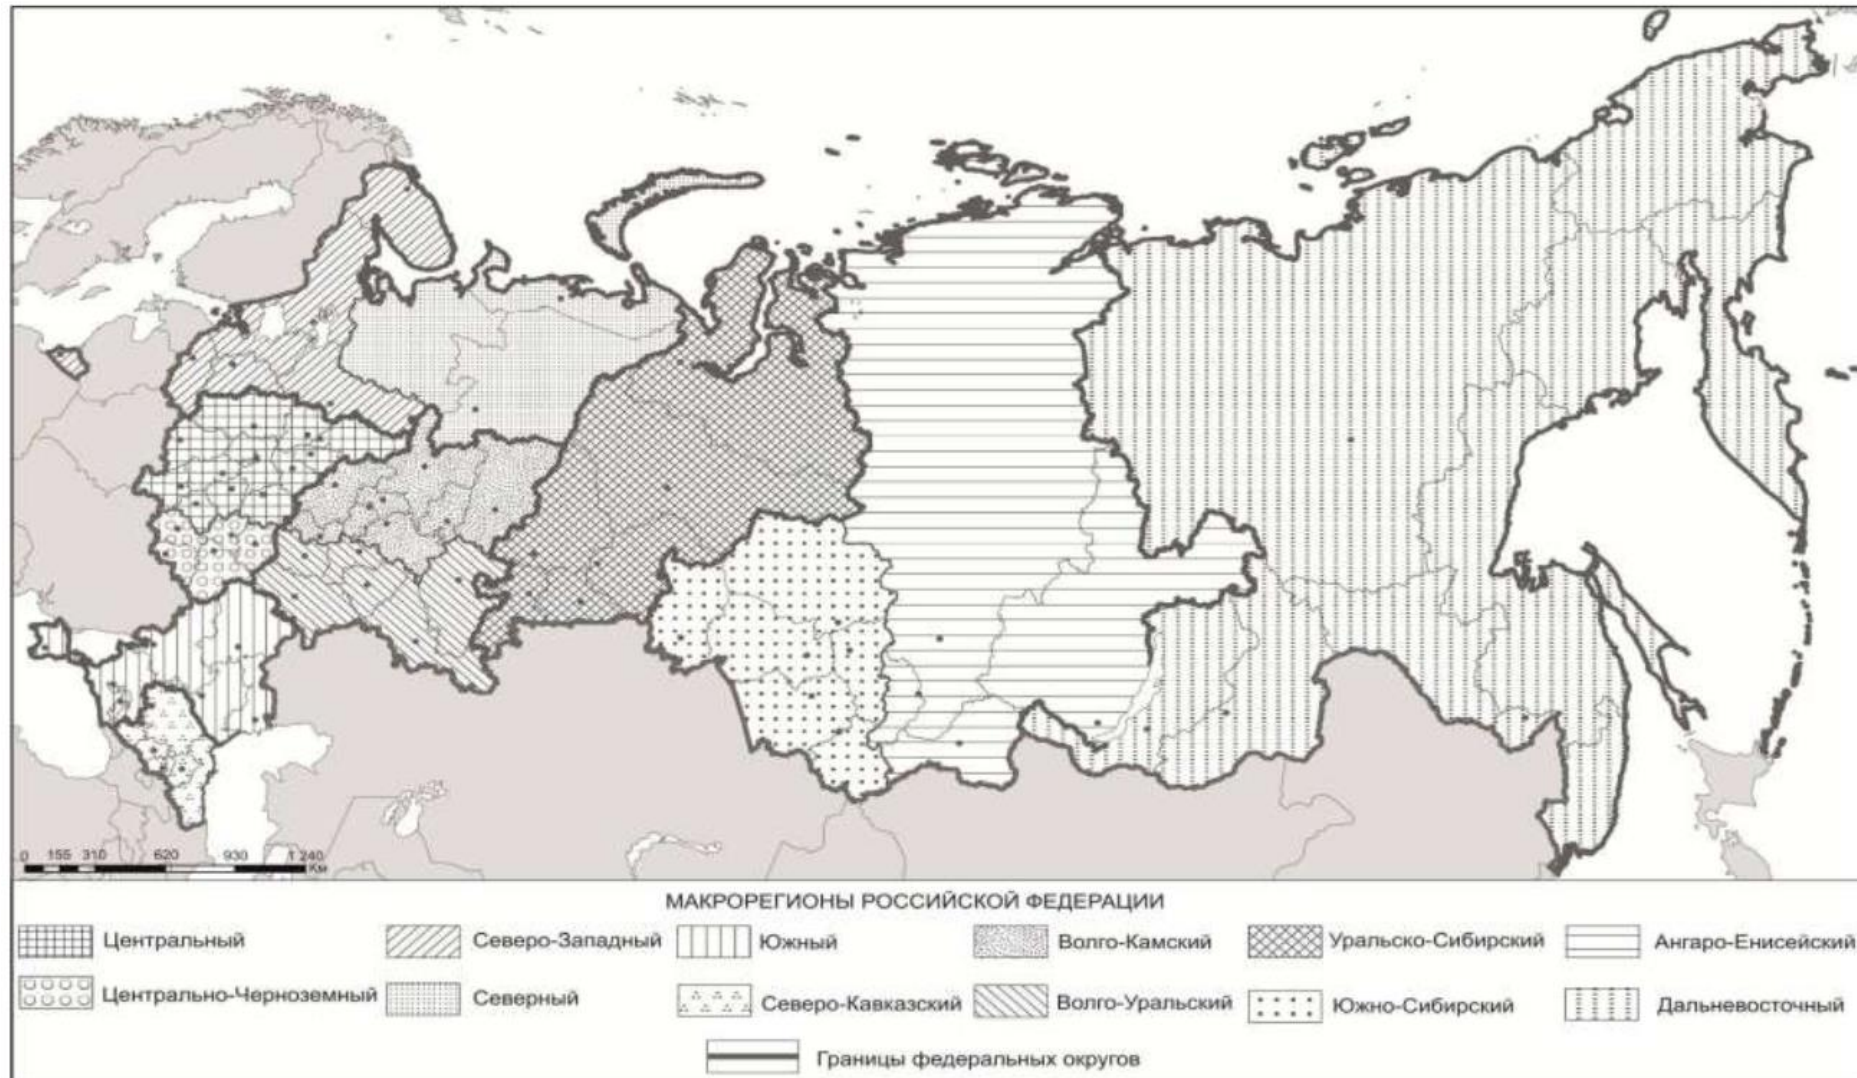 0 155 310 620 930 1 240
Км
МАКРОРЕГИОНЫ РОССИЙСКОЙ ФЕДЕРАЦИИ
Центральный Северо-Западный Южный Волго-Камский Уральско-Сибирский Ангаро-Енисейский
Центрально-Черноземный Северный Северо-Кавказский Волго-Уральский Южно-Сибирский Дальневосточный
Границы федеральных округов